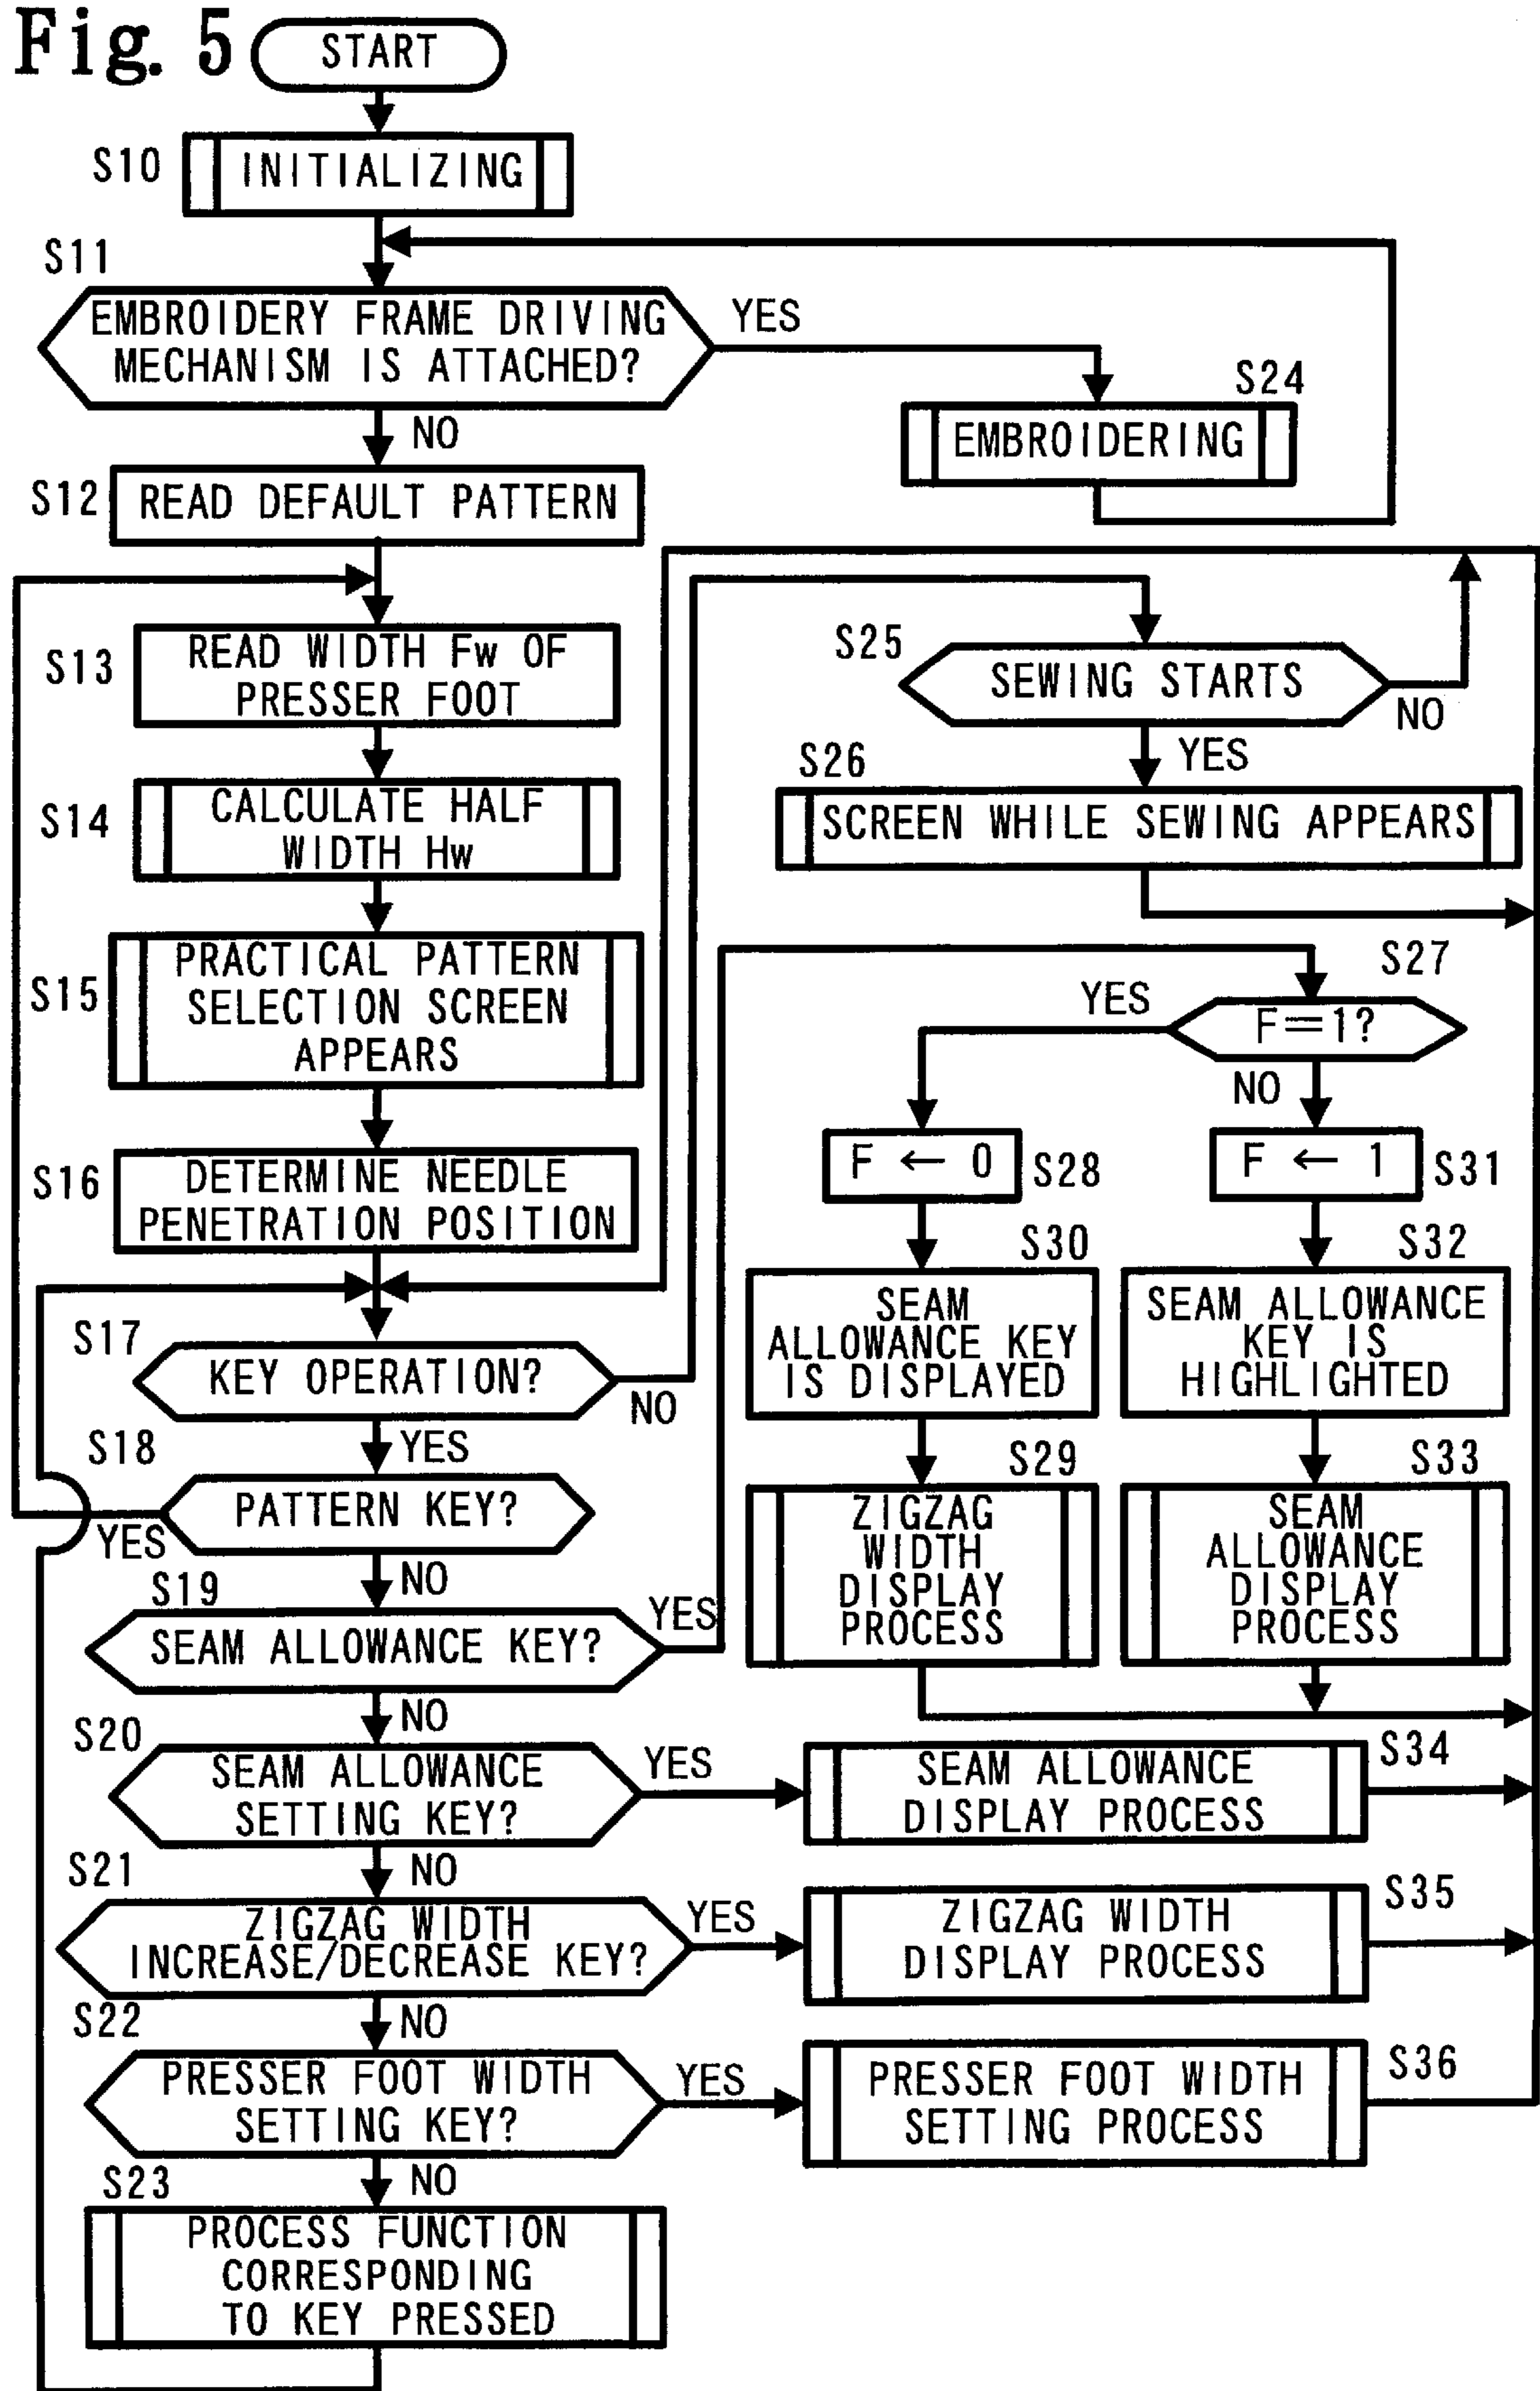 Fig. 5
START
S10
INITIALIZING
S11
EMBROIDERY FRAME DRIVING
MECHANISM IS ATTACHED?
YES
NO
S24
EMBROIDERING
S12
READ DEFAULT PATTERN
S13
READ WIDTH Fw OF
PRESSER FOOT
S14
CALCULATE HALF
WIDTH Hw
S15
PRACTICAL PATTERN
SELECTION SCREEN
APPEARS
S16
DETERMINE NEEDLE
PENETRATION POSITION
S17
KEY OPERATION?
NO
YES
S18
PATTERN KEY?
YES
NO
S19
SEAM ALLOWANCE KEY?
YES
NO
S20
SEAM ALLOWANCE
SETTING KEY?
YES
NO
S21
ZIGZAG WIDTH
INCREASE/DECREASE KEY?
YES
NO
S22
PRESSER FOOT WIDTH
SETTING KEY?
YES
NO
S23
PROCESS FUNCTION
CORRESPONDING
TO KEY PRESSED
S25
SEWING STARTS
NO
YES
S26
SCREEN WHILE SEWING APPEARS
S27
F=1?
YES
NO
F ← 0
S28
F ← 1
S31
S30
SEAM
ALLOWANCE KEY
IS DISPLAYED
S32
SEAM ALLOWANCE
KEY IS
HIGHLIGHTED
S29
ZIGZAG
WIDTH
DISPLAY
PROCESS
S33
SEAM
ALLOWANCE
DISPLAY
PROCESS
S34
SEAM ALLOWANCE
DISPLAY PROCESS
S35
ZIGZAG WIDTH
DISPLAY PROCESS
S36
PRESSER FOOT WIDTH
SETTING PROCESS